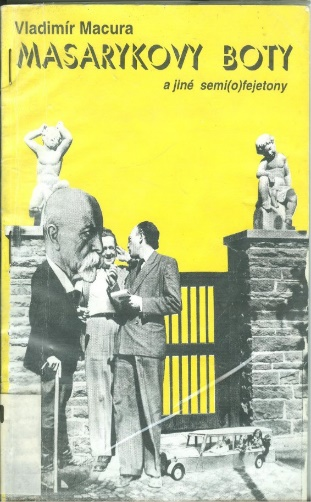 Vladimír Macura
MASARYKOVY BOTY
a jiné semi(o)fejetony